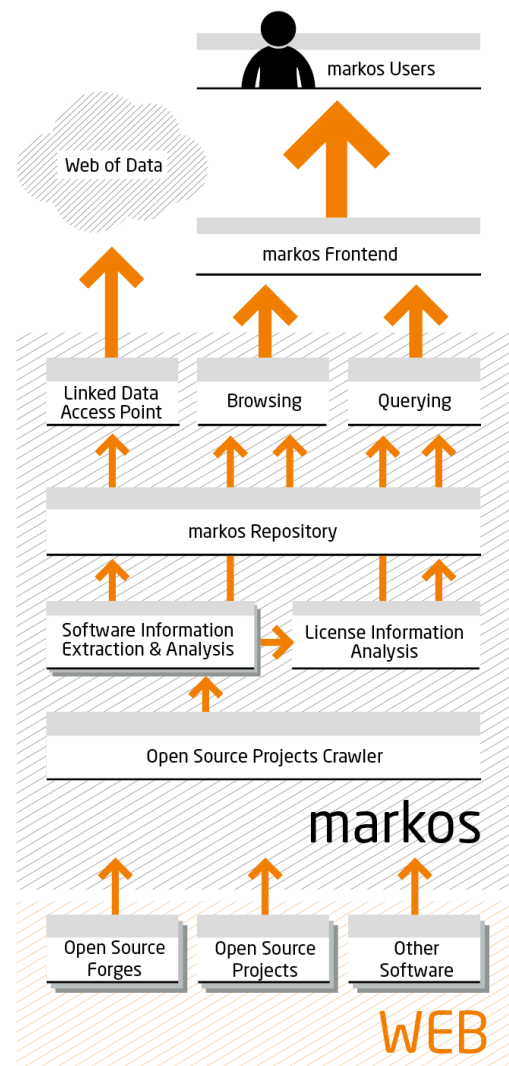 markos Users
Web of Data
markos Frontend
Linked Data
Access Point
Browsing
Querying
markos Repository
Software Information
Extraction & Analysis
License Information
Analysis
Open Source Projects Crawler
markos
Open Source
Forges
Open Source
Projects
Other
Software
WEB